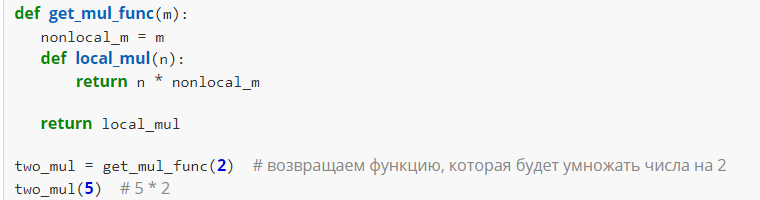 def get_mul_func(m):
    nonlocal_m = m
    def local_mul(n):
        return n * nonlocal_m

    return local_mul

two_mul = get_mul_func(2)  # возвращаем функцию, которая будет умножать числа на 2
two_mul(5)  # 5 * 2